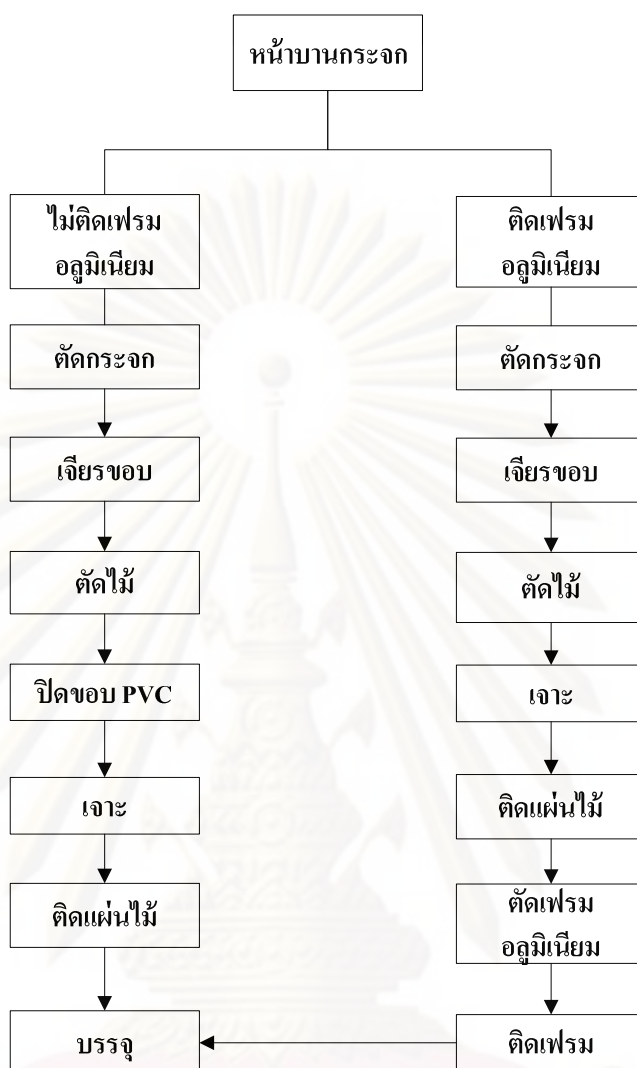 หน้าบานกระจก
ไม่ติดเฟรม
อลูมิเนียม
ตัดกระจก
เจียรขอบ
ตัดไม้
ปิดขอบ PVC
เจาะ
ติดแผ่นไม้
บรรจุ
ติดเฟรม
อลูมิเนียม
ตัดกระจก
เจียรขอบ
ตัดไม้
เจาะ
ติดแผ่นไม้
ตัดเฟรม
อลูมิเนียม
ติดเฟรม